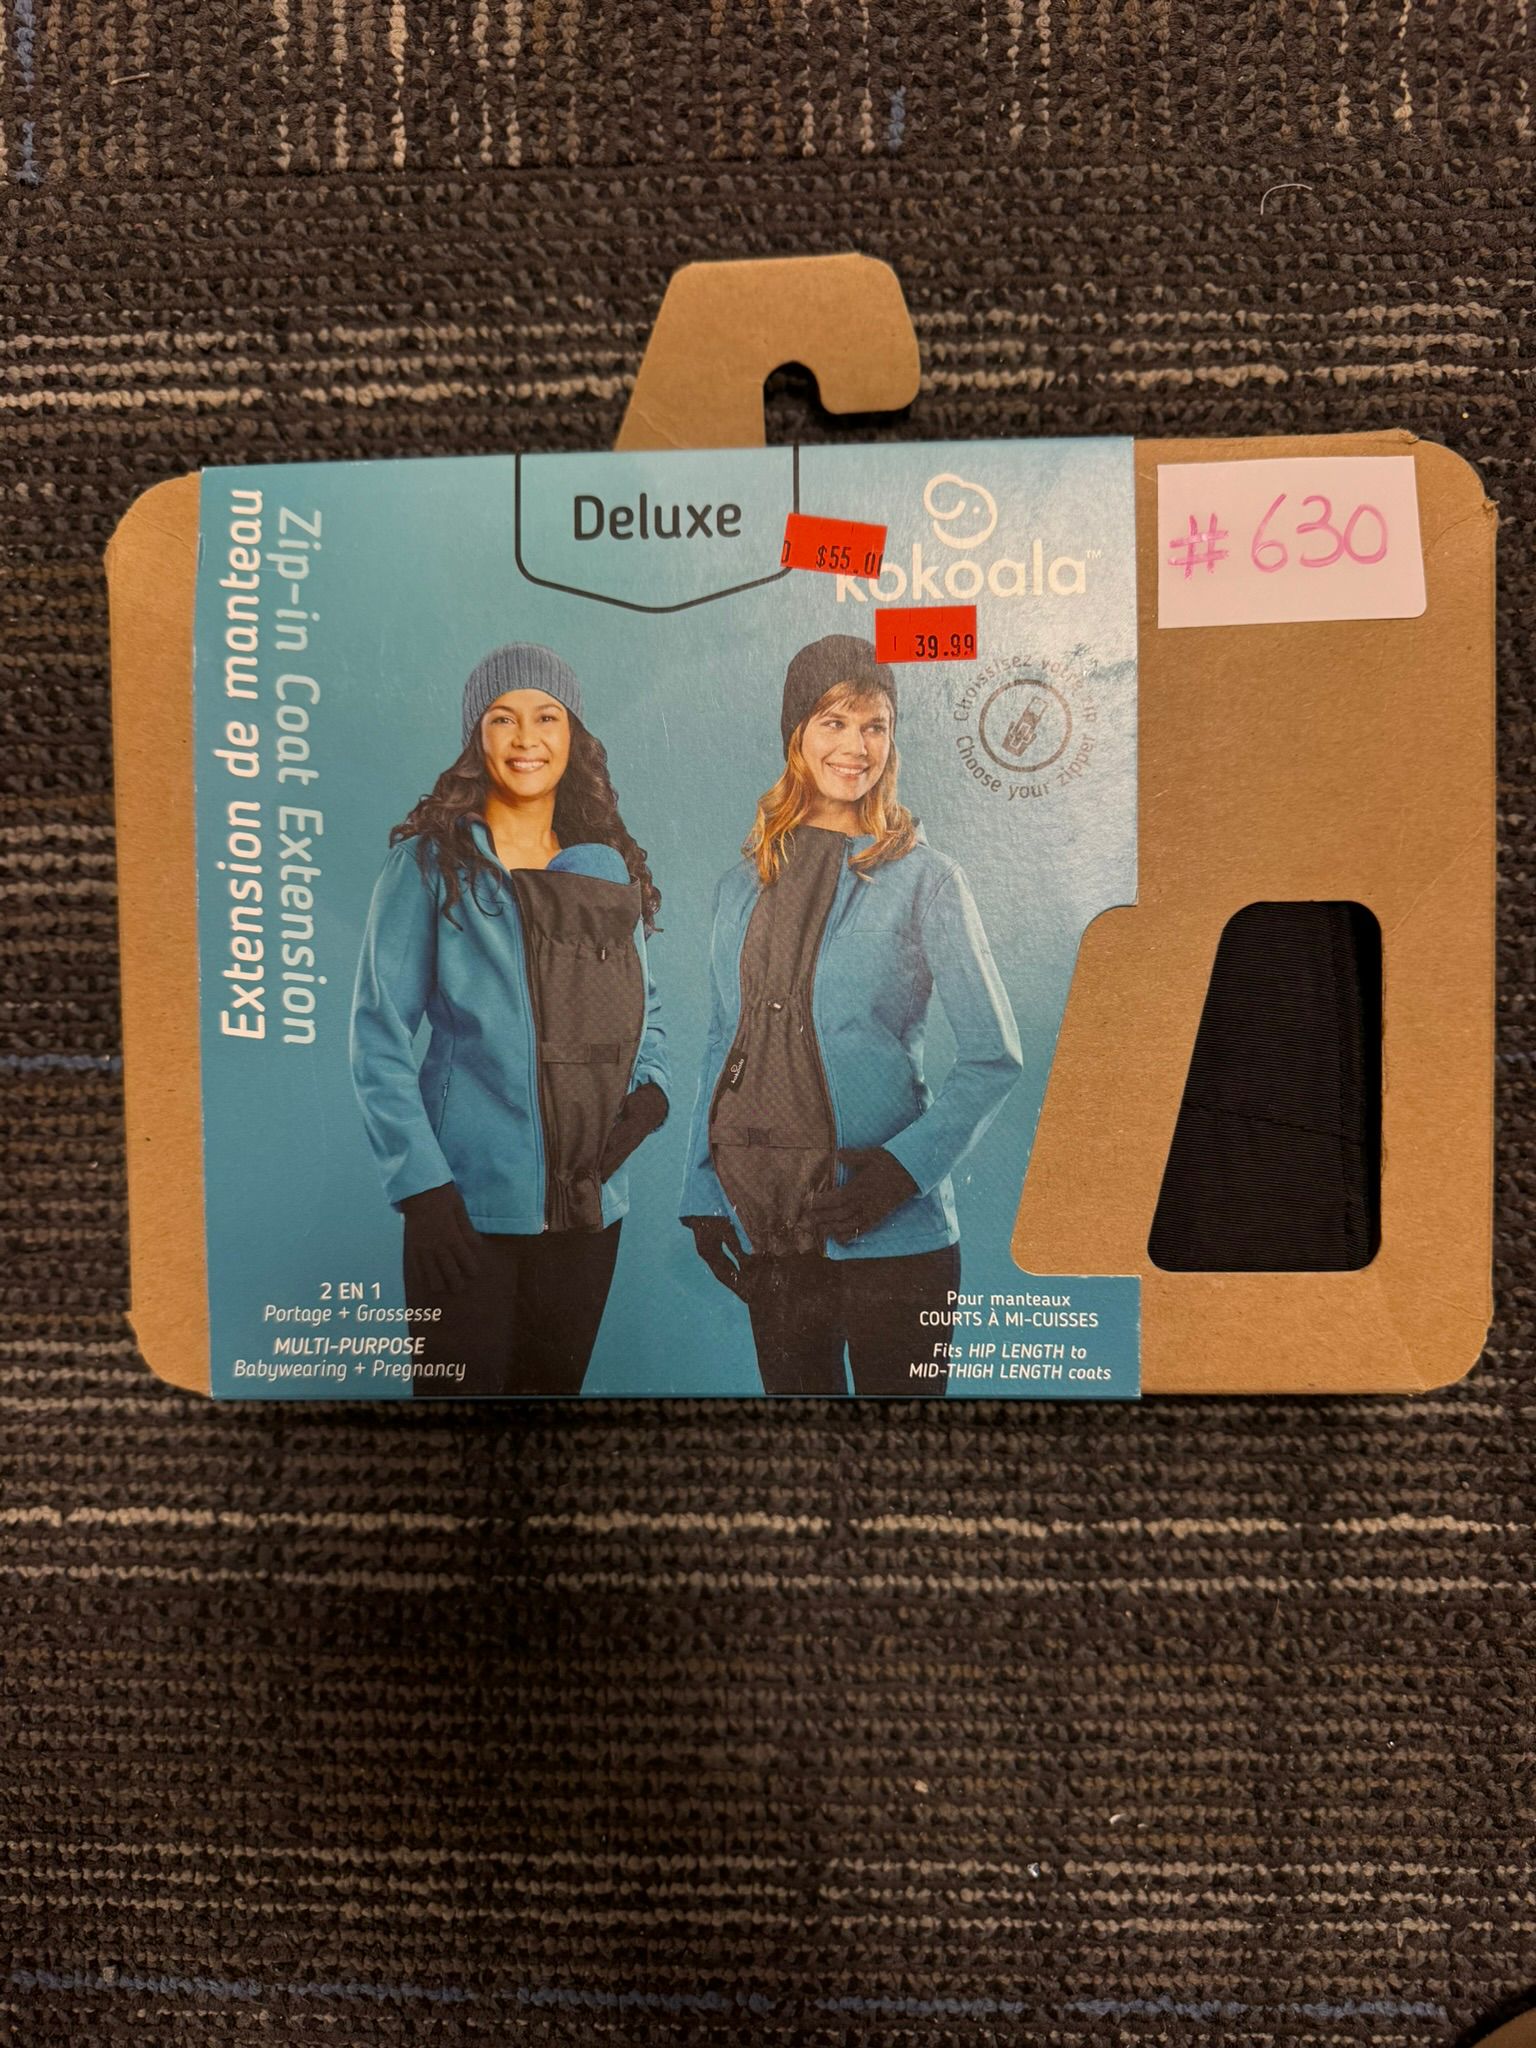 Extension de manteau
Zip-in Coat Extension
Deluxe
$55.0
kokoala™
39.99
#630
Choisissez votre zip
Choose your zipper
kokoala
2 EN 1
Portage + Grossesse
MULTI-PURPOSE
Babywearing + Pregnancy
Pour manteaux
COURTS À MI-CUISSES
Fits HIP LENGTH to
MID-THIGH LENGTH coats